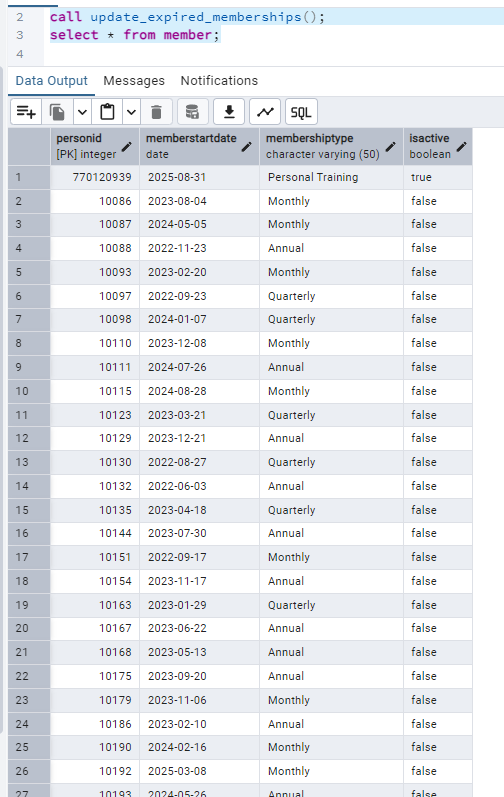 2 call update_expired_memberships();
3 select * from member;
4
Data Output Messages Notifications
SQL
personid memberstartdate membershiptype isactive
[PK] integer date character varying (50) boolean
1 770120939 2025-08-31 Personal Training true
2 10086 2023-08-04 Monthly false
3 10087 2024-05-05 Monthly false
4 10088 2022-11-23 Annual false
5 10093 2023-02-20 Monthly false
6 10097 2022-09-23 Quarterly false
7 10098 2024-01-07 Quarterly false
8 10110 2023-12-08 Monthly false
9 10111 2024-07-26 Annual false
10 10115 2024-08-28 Monthly false
11 10123 2023-03-21 Quarterly false
12 10129 2023-12-21 Annual false
13 10130 2022-08-27 Quarterly false
14 10132 2022-06-03 Annual false
15 10135 2023-04-18 Quarterly false
16 10144 2023-07-30 Annual false
17 10151 2022-09-17 Monthly false
18 10154 2023-11-17 Annual false
19 10163 2023-01-29 Quarterly false
20 10167 2023-06-22 Annual false
21 10168 2023-05-13 Annual false
22 10175 2023-09-20 Annual false
23 10179 2023-11-06 Monthly false
24 10186 2023-02-10 Annual false
25 10190 2024-02-16 Monthly false
26 10192 2025-03-08 Monthly false
27 10193 2024-05-26 Annual false